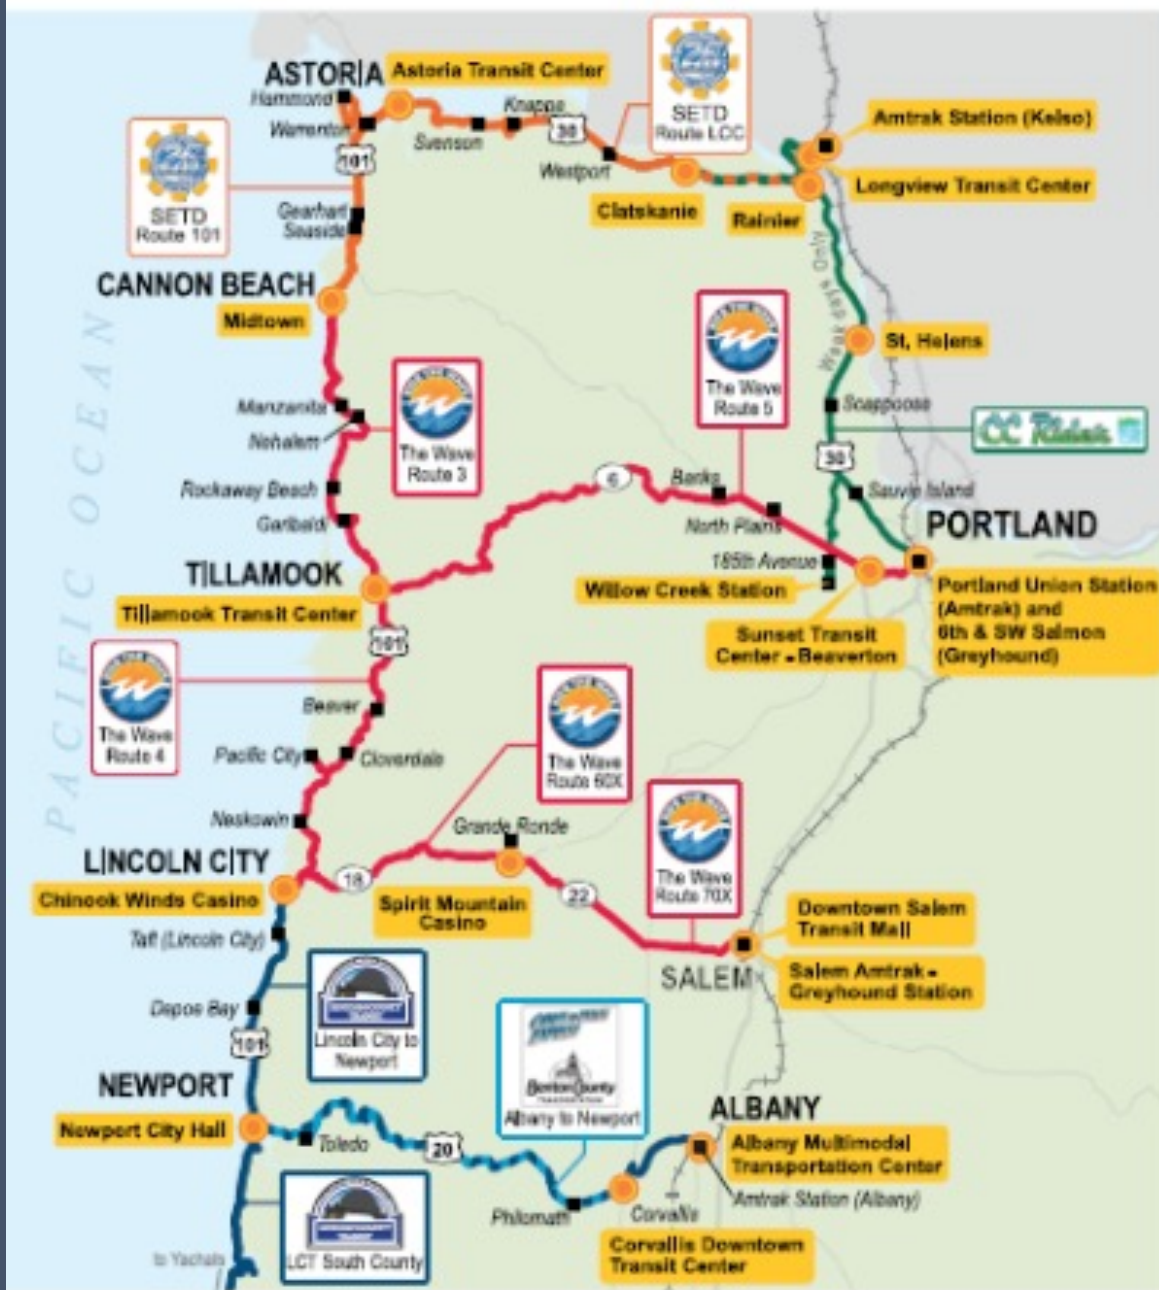 ASTORIA
Astoria Transit Center
Hammond
Warrenton
Svenson
Knappa
30
Westport
SETD
Route LCC
Amtrak Station (Kelso)
Longview Transit Center
Clatskanie
Rainier
101
SETD
Route 101
Gearhart
Seaside
CANNON BEACH
Midtown
Week days Only
St. Helens
Scappoose
CC Rider
30
Sauvie Island
PORTLAND
Portland Union Station
(Amtrak) and
6th & SW Salmon
(Greyhound)
The Wave
Route 5
Manzanita
Nehalem
The Wave
Route 3
Rockaway Beach
Garibaldi
6
Banks
North Plains
185th Avenue
Willow Creek Station
Sunset Transit
Center - Beaverton
PACIFIC OCEAN
TILLAMOOK
Tillamook Transit Center
101
The Wave
Route 4
Beaver
Pacific City
Cloverdale
Neskowin
The Wave
Route 60X
Grande Ronde
The Wave
Route 70X
LINCOLN CITY
Chinook Winds Casino
18
Spirit Mountain
Casino
22
Downtown Salem
Transit Mall
SALEM
Salem Amtrak -
Greyhound Station
Taft (Lincoln City)
Depoe Bay
101
Lincoln City to
Newport
Benton County
Albany to Newport
NEWPORT
Newport City Hall
Toledo
20
ALBANY
Albany Multimodal
Transportation Center
Amtrak Station (Albany)
Philomath
Corvallis
Corvallis Downtown
Transit Center
LCT South County
to Yachats